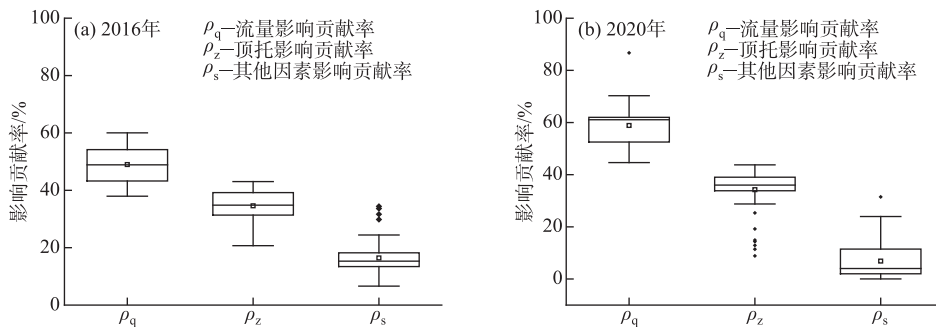 (a) 2016年
ρq—流量影响贡献率
ρz—顶托影响贡献率
ρs—其他因素影响贡献率
影响贡献率/%
100
80
60
40
20
0
ρq
ρz
ρs
(b) 2020年
ρq—流量影响贡献率
ρz—顶托影响贡献率
ρs—其他因素影响贡献率
影响贡献率/%
100
80
60
40
20
0
ρq
ρz
ρs